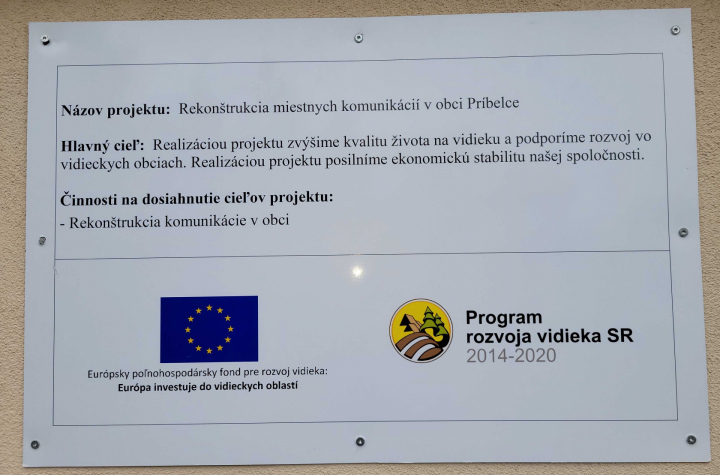 Názov projektu: Rekonštrukcia miestnych komunikácií v obci Príbelce
Hlavný cieľ: Realizáciou projektu zvýšime kvalitu života na vidieku a podporíme rozvoj vo
vidieckych obciach. Realizáciou projektu posilníme ekonomickú stabilitu našej spoločnosti.
Činnosti na dosiahnutie cieľov projektu:
- Rekonštrukcia komunikácie v obci
Európsky poľnohospodársky fond pre rozvoj vidieka:
Európa investuje do vidieckych oblastí
Program
rozvoja vidieka SR
2014-2020